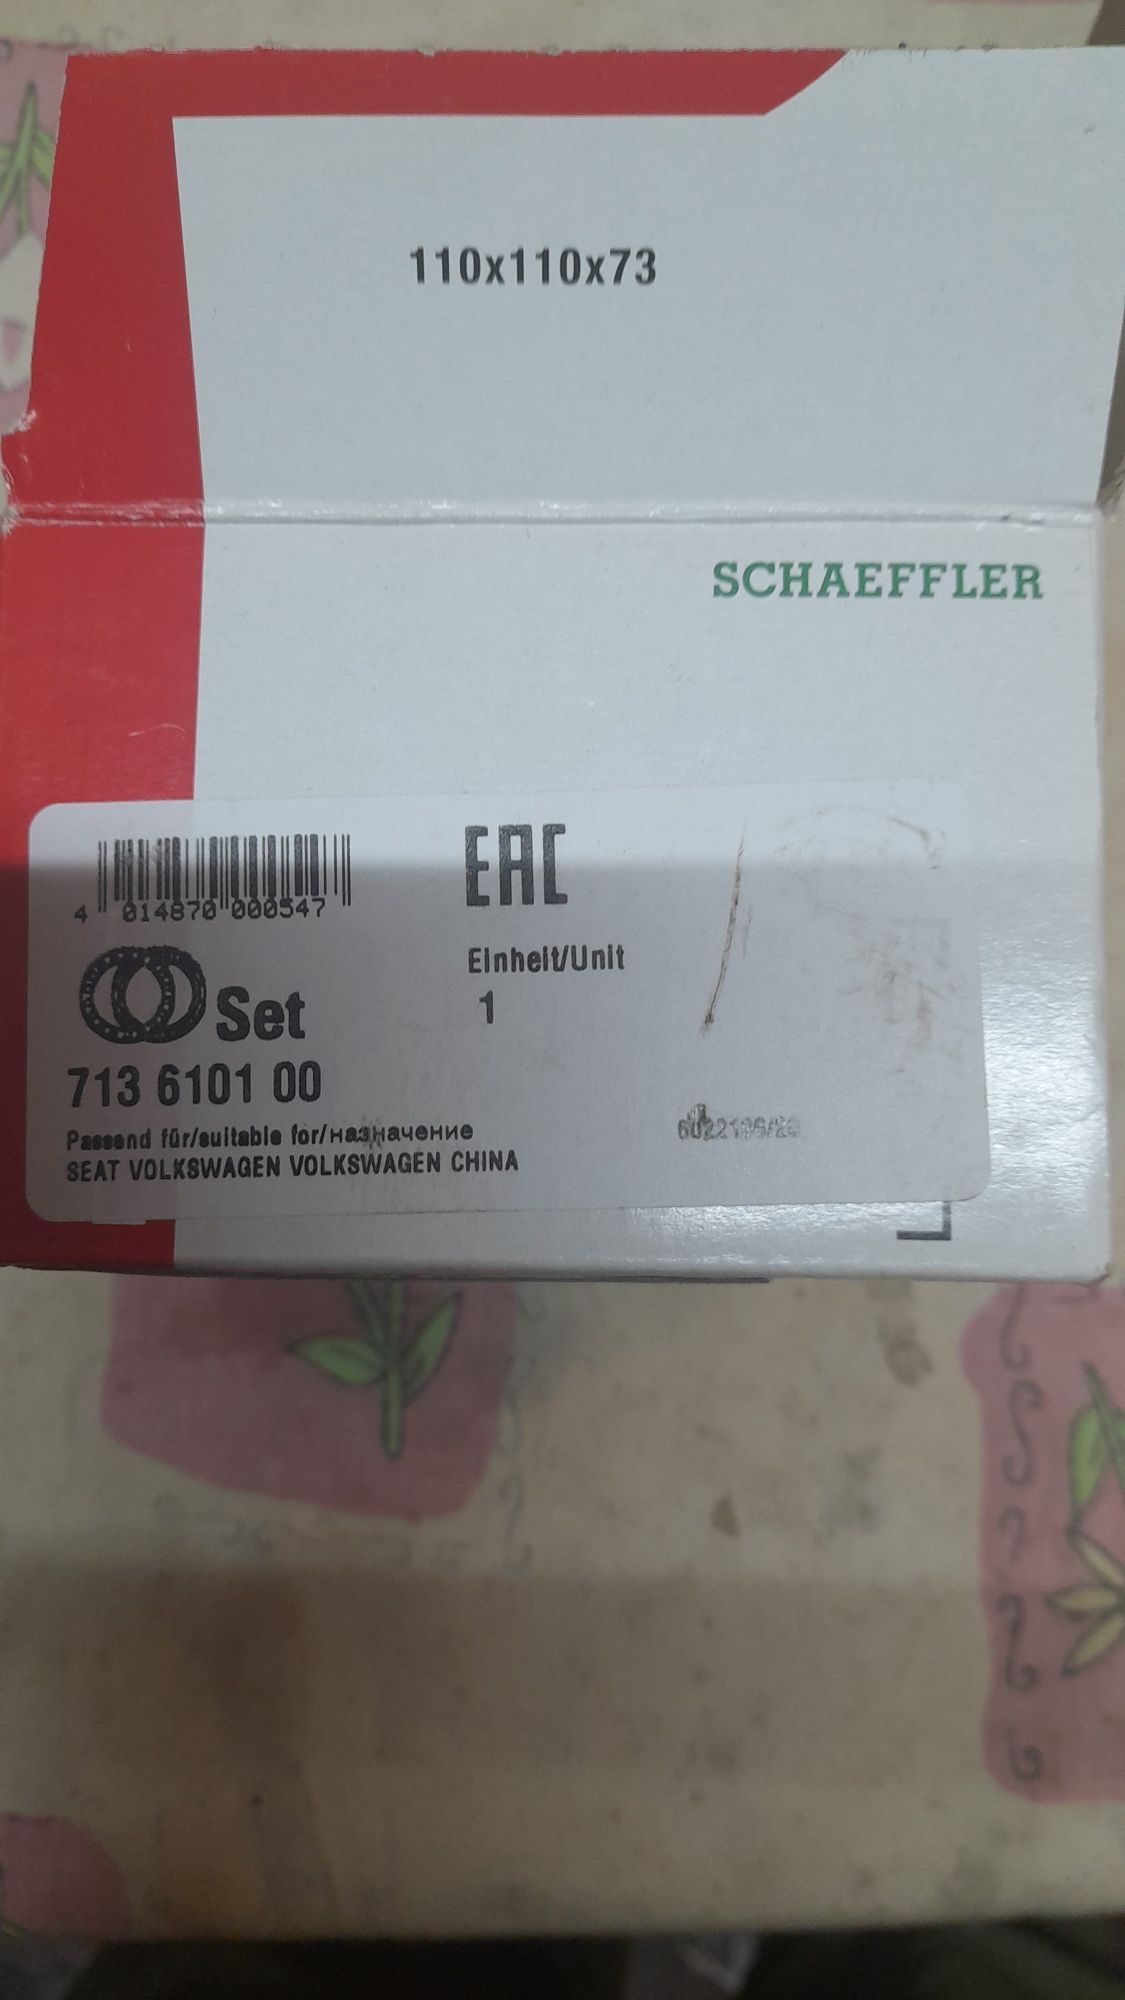 110x110x73
SCHAEFFLER
4 014870 000547
EAC
Einheit/Unit
1
Set
713 6101 00
Passend für/suitable for/назначение
SEAT VOLKSWAGEN VOLKSWAGEN CHINA